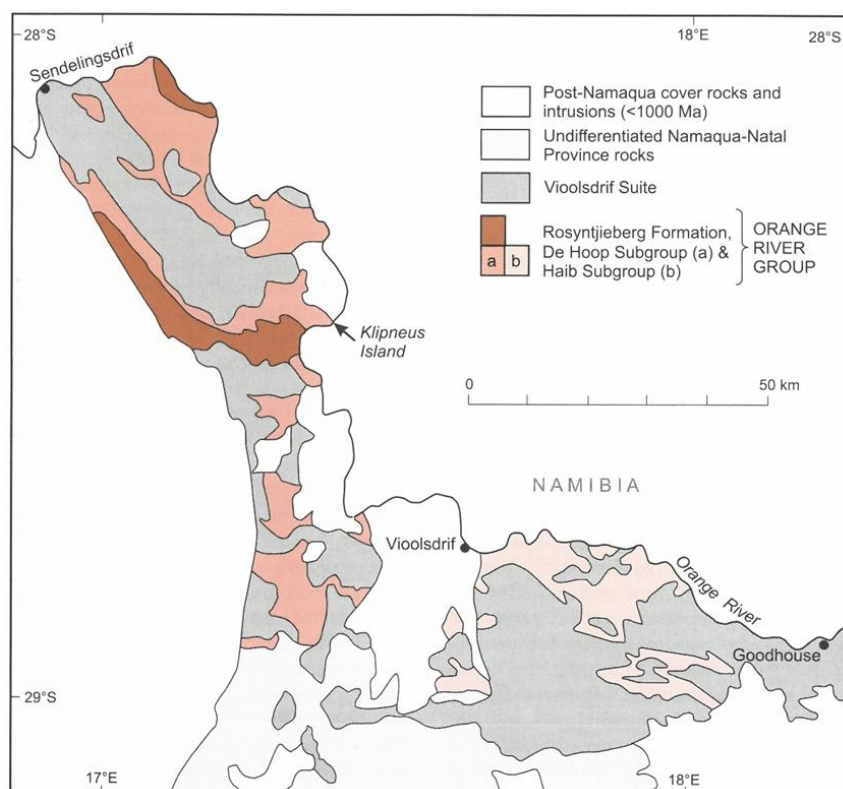 28°S
18°E
28°S
Sendelingsdrif
Post-Namaqua cover rocks and
intrusions (<1000 Ma)
Undifferentiated Namaqua-Natal
Province rocks
Vioolsdrif Suite
Rosyntjieberg Formation,
De Hoop Subgroup (a) &
Haib Subgroup (b)
a
b
ORANGE
RIVER
GROUP
Klipneus
Island
0
50 km
NAMIBIA
Vioolsdrif
Orange River
Goodhouse
29°S
17°E
18°E